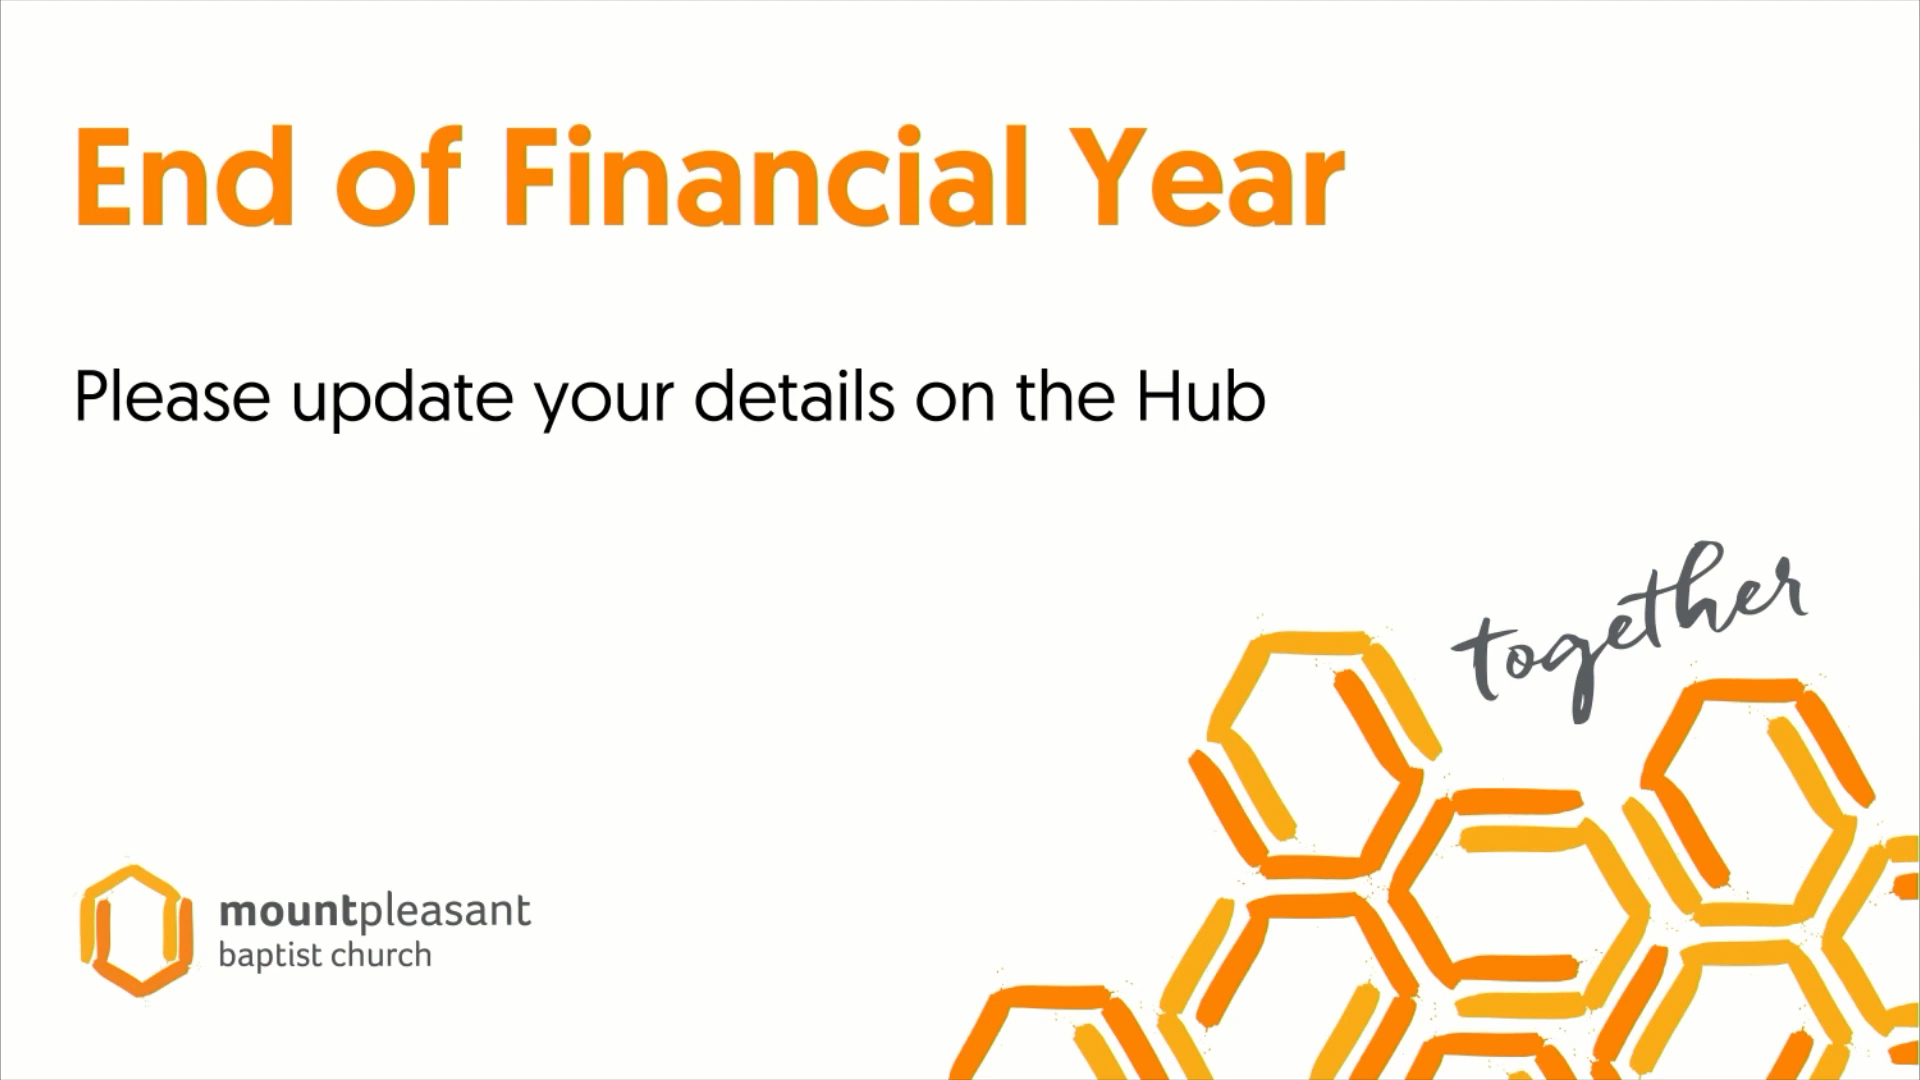 End of Financial Year
Please update your details on the Hub
together
mountpleasant
baptist church